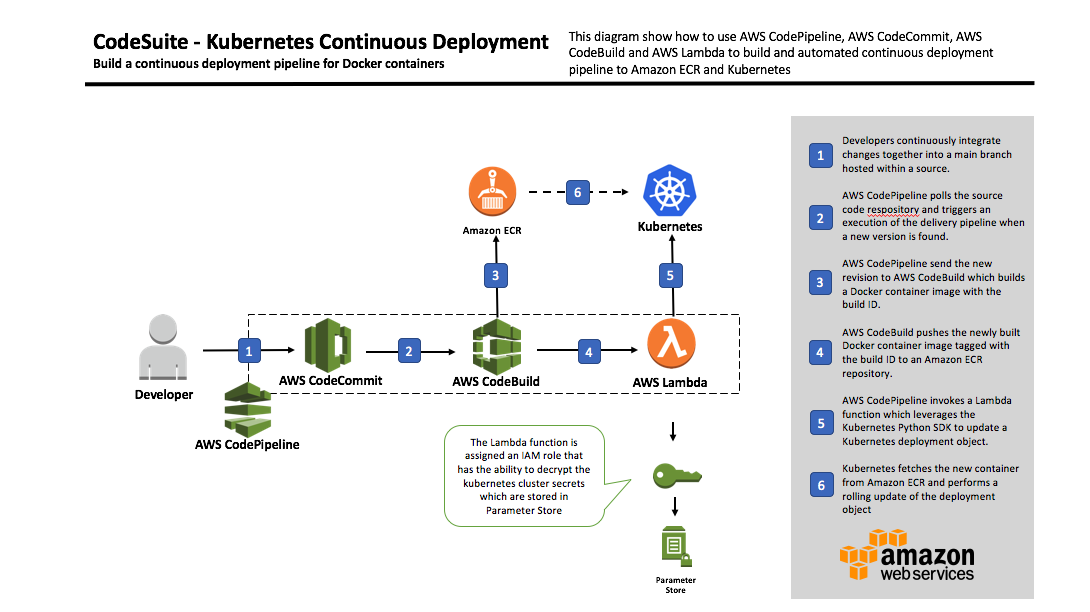 CodeSuite - Kubernetes Continuous Deployment
Build a continuous deployment pipeline for Docker containers
This diagram show how to use AWS CodePipeline, AWS CodeCommit, AWS
CodeBuild and AWS Lambda to build and automated continuous deployment
pipeline to Amazon ECR and Kubernetes
6
Amazon ECR
Kubernetes
3
5
1
2
4
Developer
AWS CodeCommit
AWS CodeBuild
AWS Lambda
AWS CodePipeline
The Lambda function is
assigned an IAM role that
has the ability to decrypt the
kubernetes cluster secrets
which are stored in
Parameter Store
Parameter
Store
1
Developers continuously integrate
changes together into a main branch
hosted within a source.
2
AWS CodePipeline polls the source
code respository and triggers an
execution of the delivery pipeline when
a new version is found.
3
AWS CodePipeline send the new
revision to AWS CodeBuild which builds
a Docker container image with the
build ID.
4
AWS CodeBuild pushes the newly built
Docker container image tagged with
the build ID to an Amazon ECR
repository.
5
AWS CodePipeline invokes a Lambda
function which leverages the
Kubernetes Python SDK to update a
Kubernetes deployment object.
6
Kubernetes fetches the new container
from Amazon ECR and performs a
rolling update of the deployment
object
amazon
web services